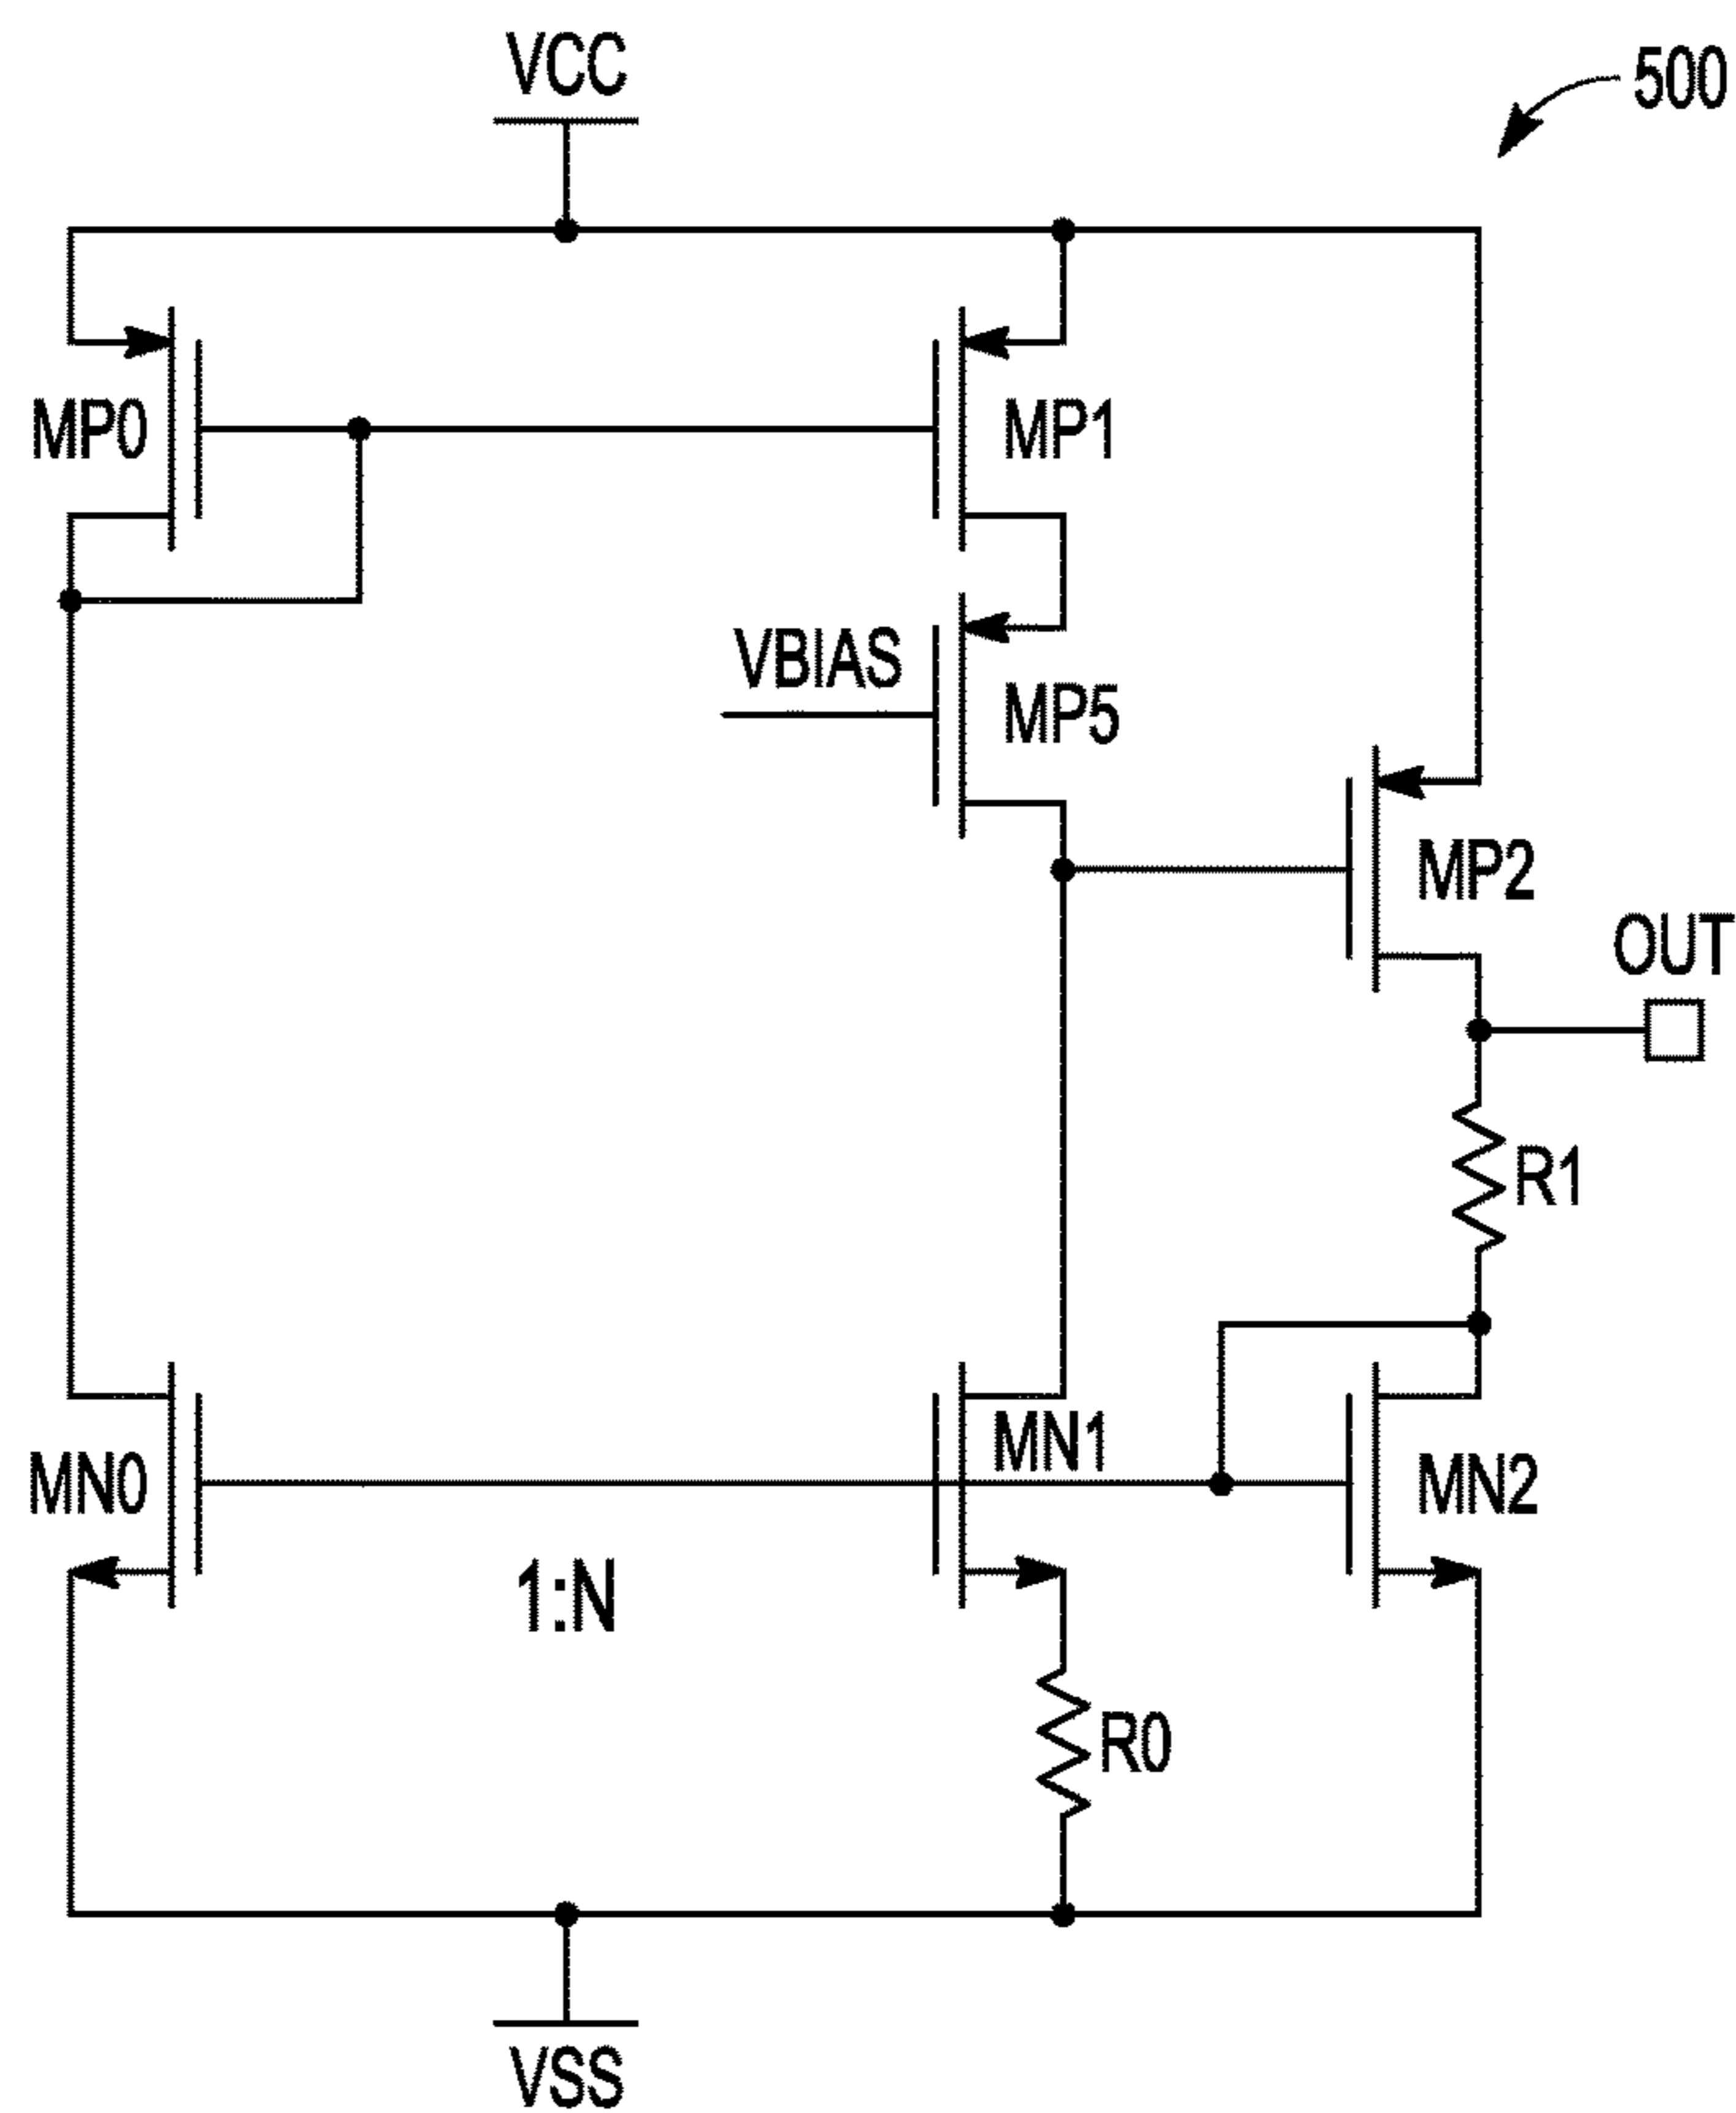 VCC
500
MP0
MP1
VBIAS
MP5
MP2
OUT
R1
MN0
MN1
MN2
1:N
R0
VSS